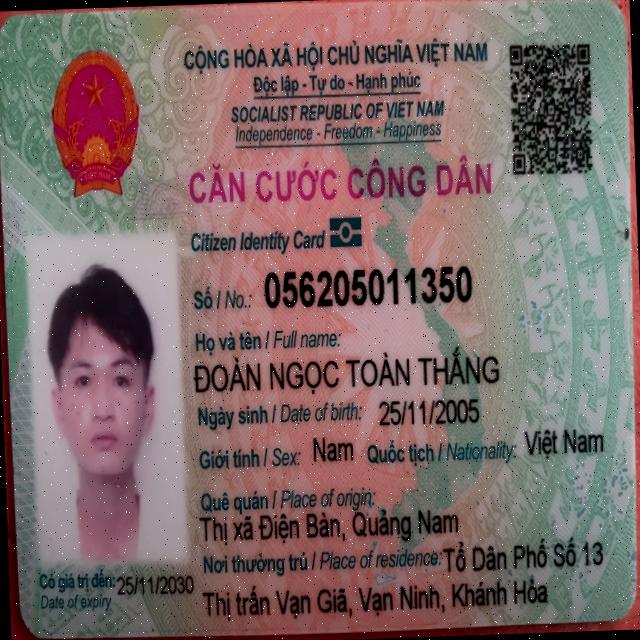 CỘNG HÒA XÃ HỘI CHỦ NGHĨA VIỆT NAM
Độc lập - Tự do - Hạnh phúc
SOCIALIST REPUBLIC OF VIET NAM
Independence - Freedom - Happiness
CĂN CƯỚC CÔNG DÂN
Citizen Identity Card
Số / No.: 056205011350
Họ và tên / Full name:
ĐOÀN NGỌC TOÀN THẮNG
Ngày sinh / Date of birth: 25/11/2005
Giới tính / Sex: Nam Quốc tịch / Nationality: Việt Nam
Quê quán / Place of origin:
Thị xã Điện Bàn, Quảng Nam
Nơi thường trú / Place of residence: Tổ Dân Phố Số 13
Thị trấn Vạn Giã, Vạn Ninh, Khánh Hòa
Có giá trị đến: 25/11/2030
Date of expiry